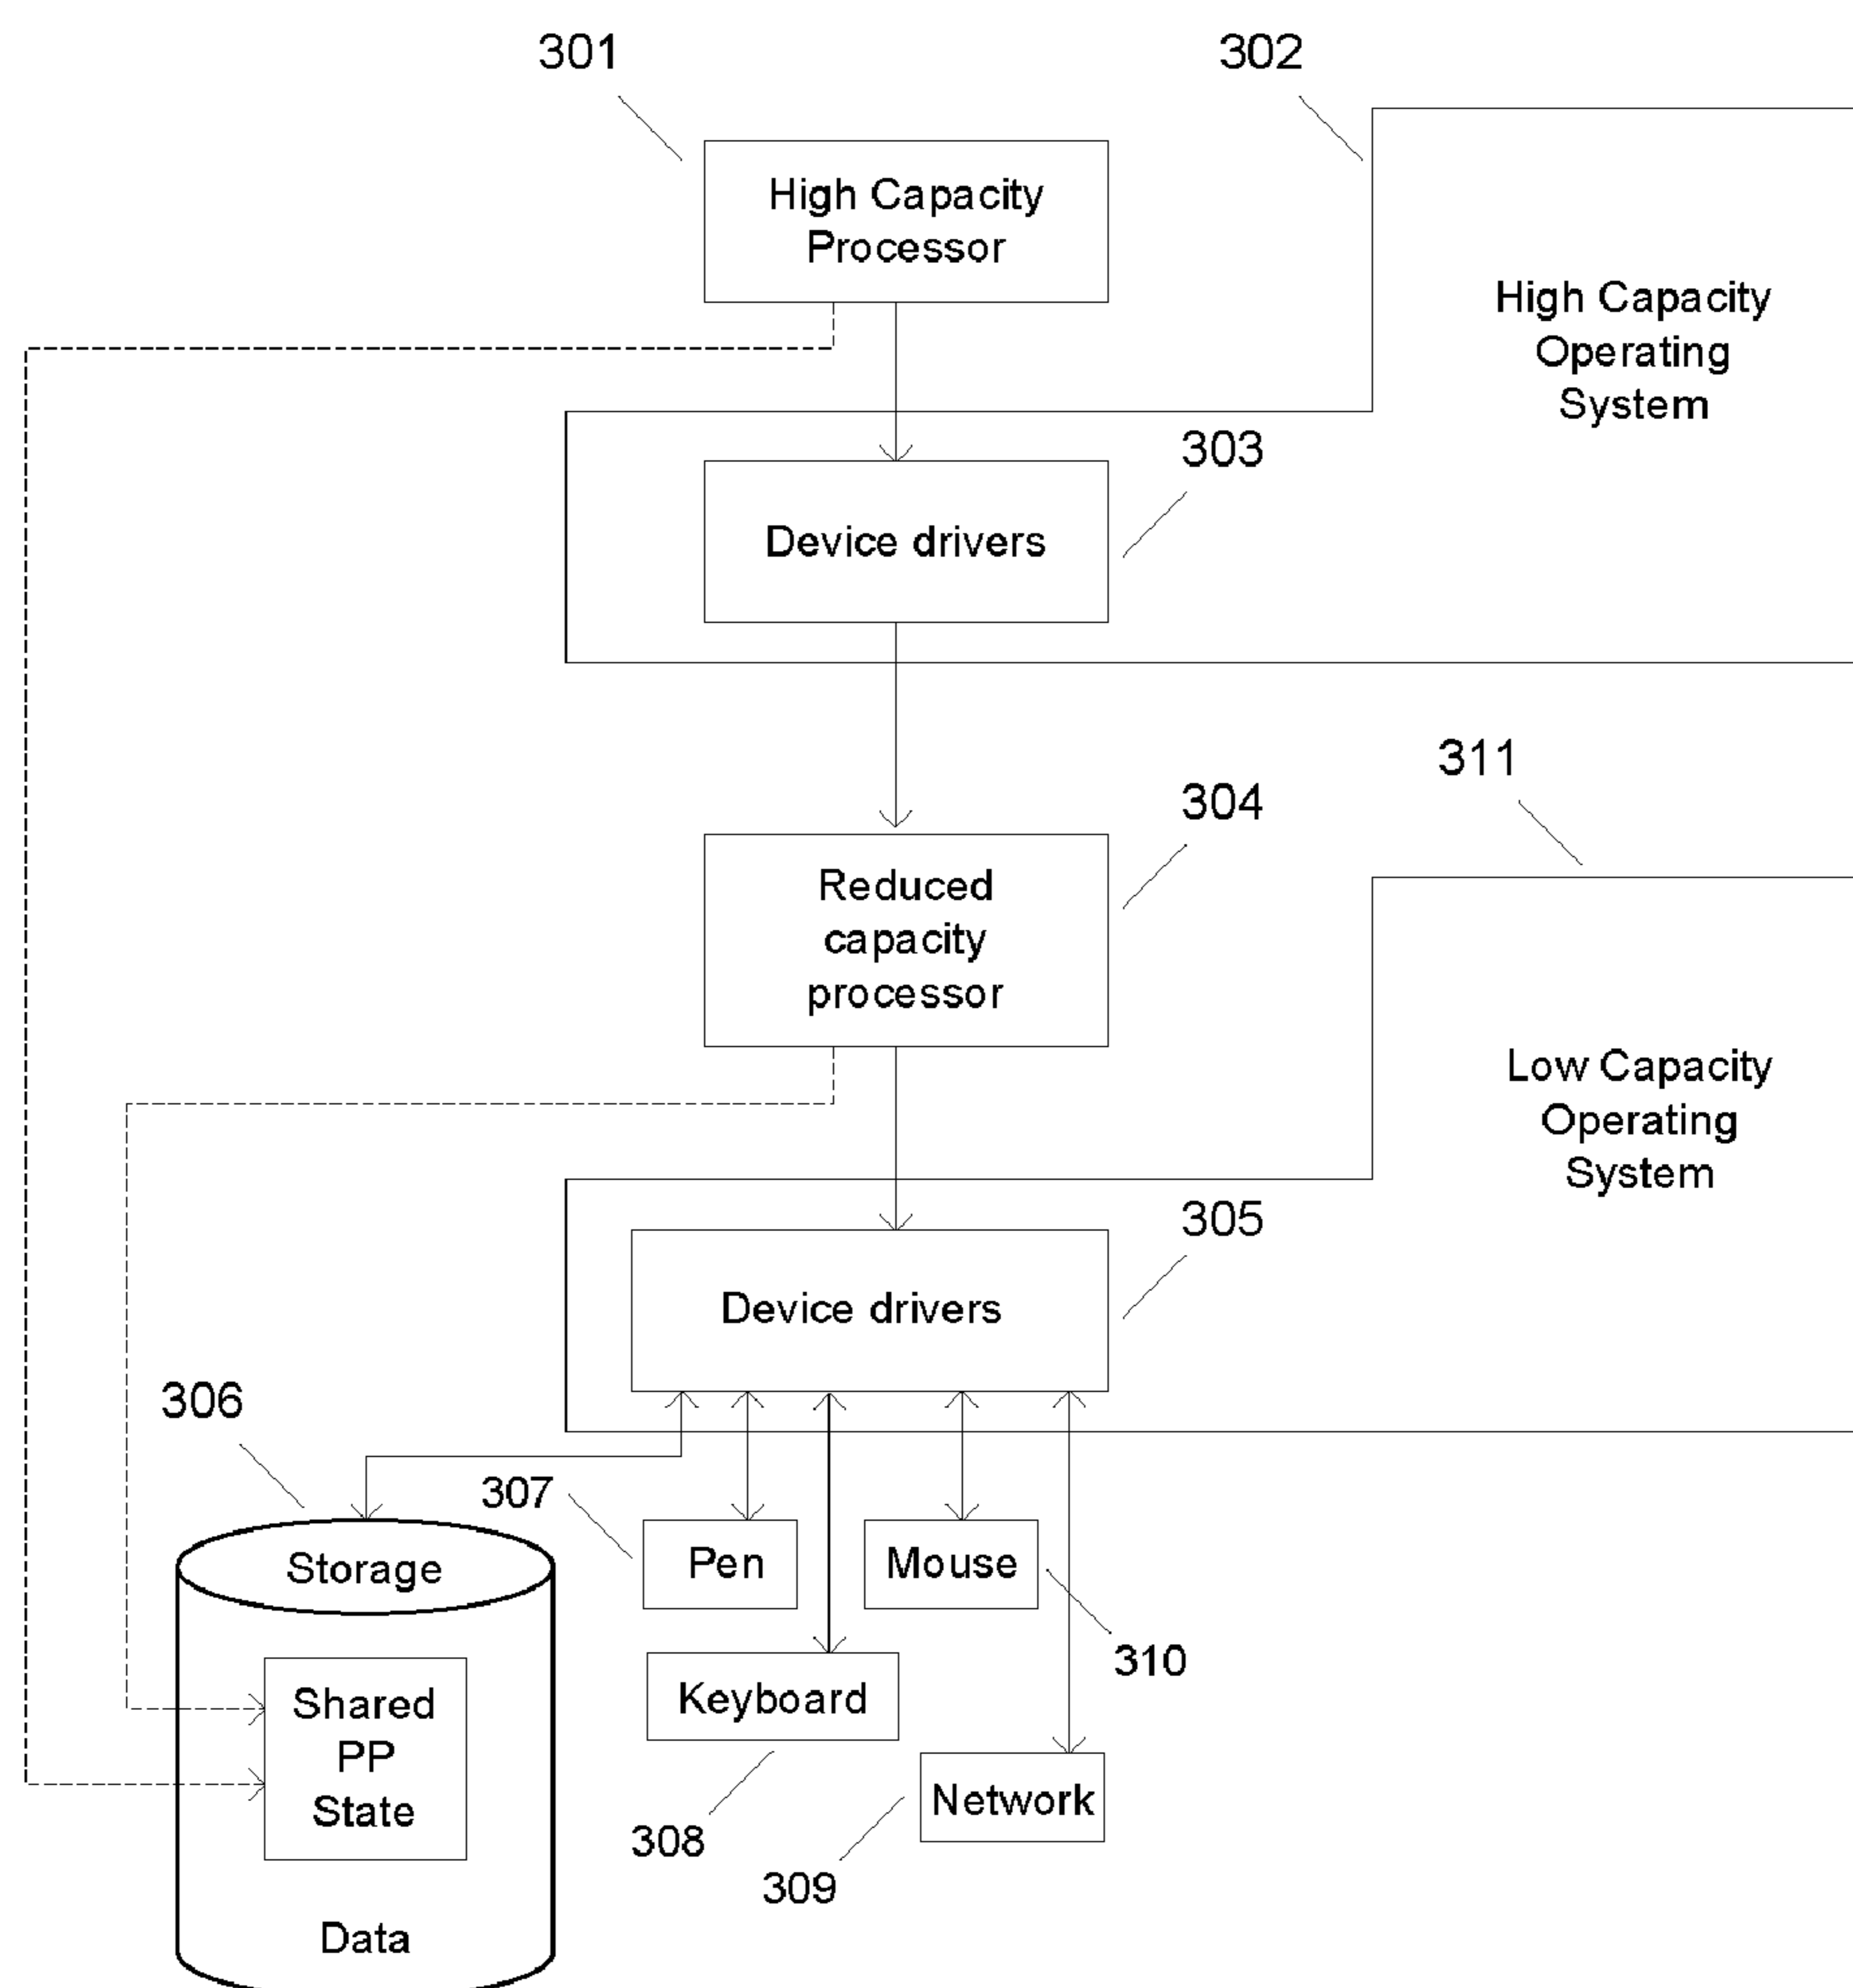 301
302
High Capacity
Processor
High Capacity
Operating
System
303
Device drivers
311
304
Reduced
capacity
processor
Low Capacity
Operating
System
305
Device drivers
306
307
Storage
Pen
Mouse
310
Keyboard
Shared
PP
State
308
Network
309
Data